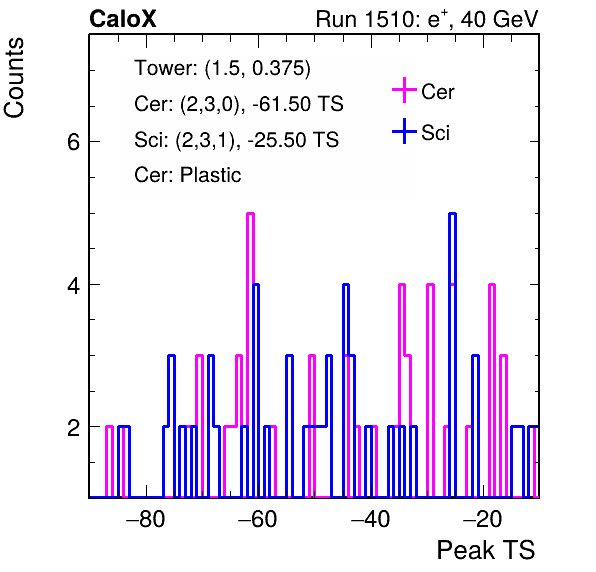 CaloX Run 1510: e⁺, 40 GeV
Counts
Tower: (1.5, 0.375)
Cer: (2,3,0), -61.50 TS
Sci: (2,3,1), -25.50 TS
Cer: Plastic
Cer
Sci
6
4
2
−80 −60 −40 −20
Peak TS